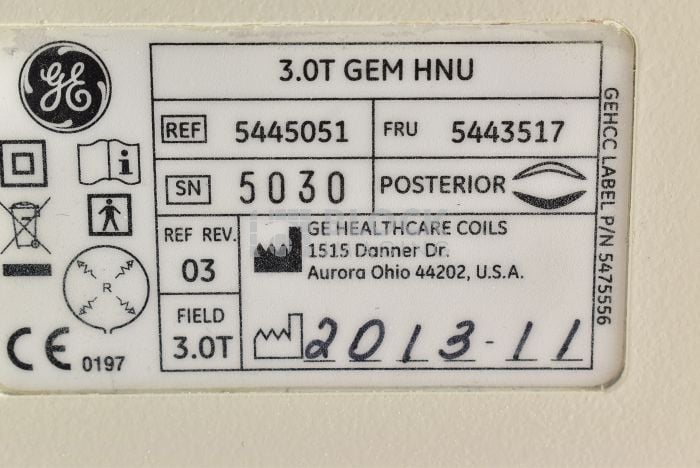 GE
3.0T GEM HNU
REF 5445051 FRU 5443517
SN 5030 POSTERIOR
REF REV. 03
GE HEALTHCARE COILS
1515 Danner Dr.
Aurora Ohio 44202, U.S.A.
FIELD 3.0T
2013-11
R
CE 0197
GEHCC LABEL P/N 5475556